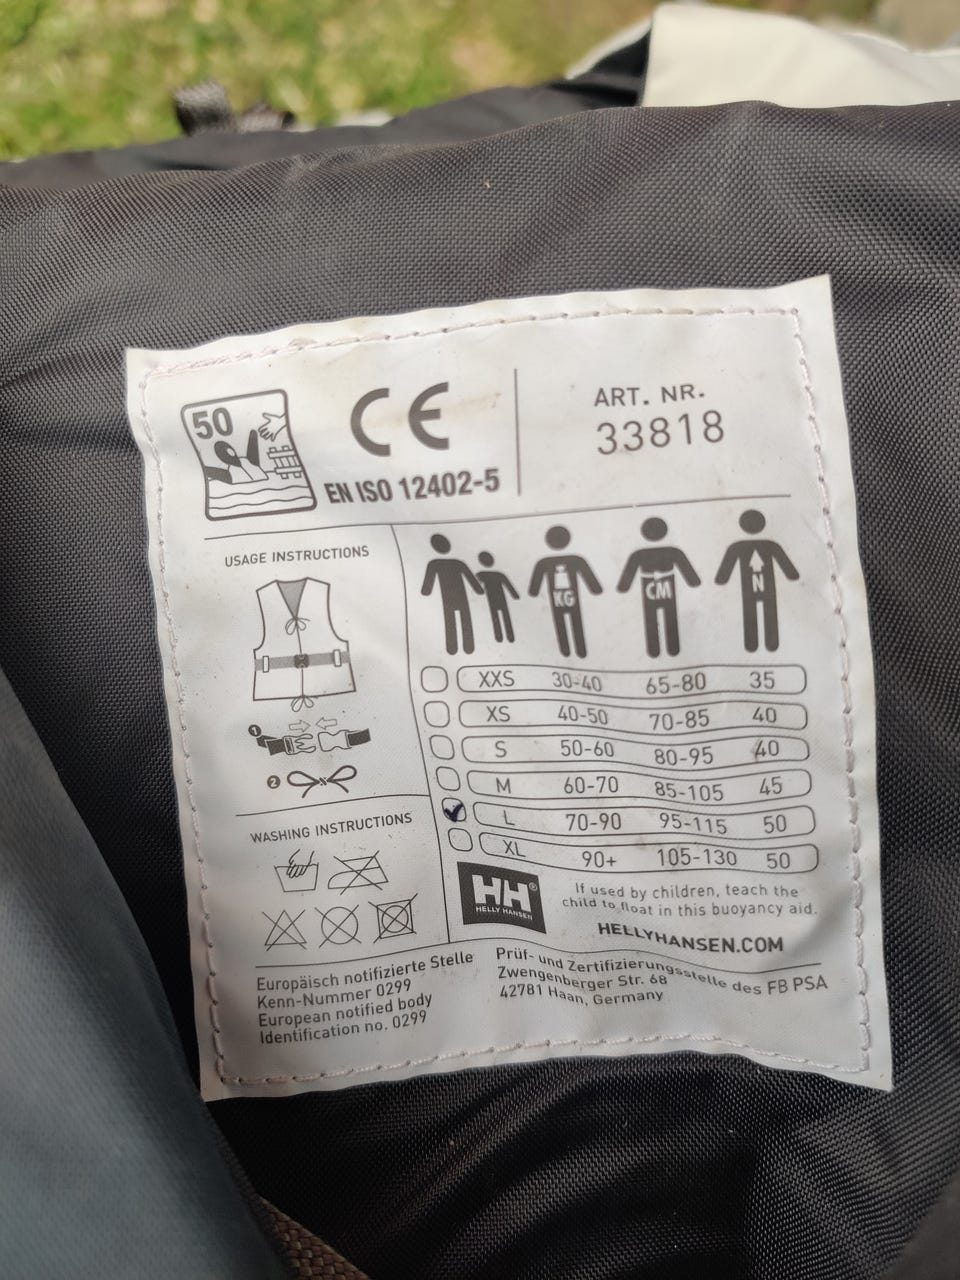 50
CE
EN ISO 12402-5
ART. NR.
33818
USAGE INSTRUCTIONS
1
2
KG CM N
XXS 30-40 65-80 35
XS 40-50 70-85 40
S 50-60 80-95 40
M 60-70 85-105 45
L 70-90 95-115 50
XL 90+ 105-130 50
WASHING INSTRUCTIONS
HH®
HELLY HANSEN
If used by children, teach the
child to float in this buoyancy aid.
HELLYHANSEN.COM
Europäisch notifizierte Stelle
Kenn-Nummer 0299
European notified body
Identification no. 0299
Prüf- und Zertifizierungsstelle des FB PSA
Zwengenberger Str. 68
42781 Haan, Germany